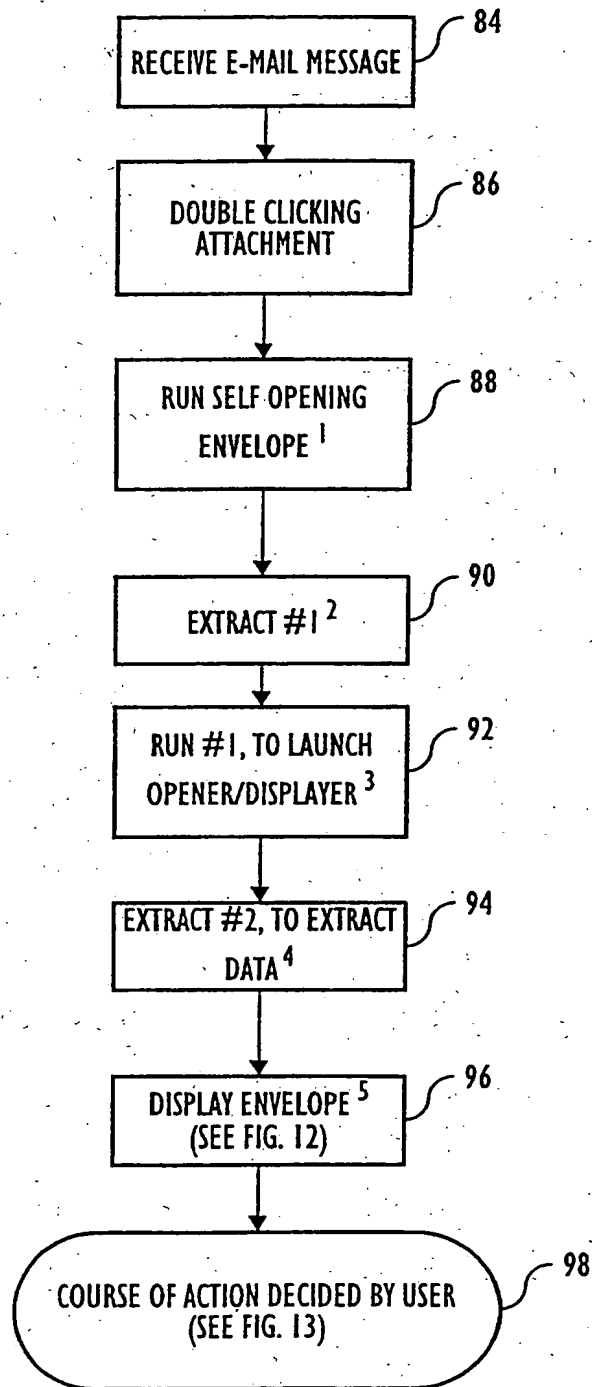 84
RECEIVE E-MAIL MESSAGE
86
DOUBLE CLICKING
ATTACHMENT
88
RUN SELF OPENING
ENVELOPE 1
90
EXTRACT #1 2
92
RUN #1, TO LAUNCH
OPENER/DISPLAYER 3
94
EXTRACT #2, TO EXTRACT
DATA 4
96
DISPLAY ENVELOPE 5
(SEE FIG. 12)
98
COURSE OF ACTION DECIDED BY USER
(SEE FIG. 13)